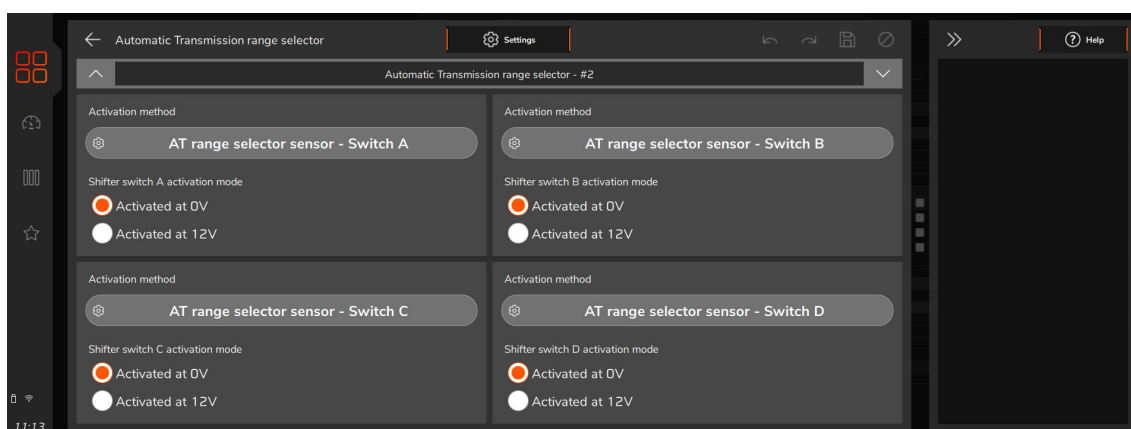 Automatic Transmission range selector
Settings
Help
Automatic Transmission range selector - #2
Activation method
AT range selector sensor - Switch A
Shifter switch A activation mode
Activated at 0V
Activated at 12V
Activation method
AT range selector sensor - Switch B
Shifter switch B activation mode
Activated at 0V
Activated at 12V
Activation method
AT range selector sensor - Switch C
Shifter switch C activation mode
Activated at 0V
Activated at 12V
Activation method
AT range selector sensor - Switch D
Shifter switch D activation mode
Activated at 0V
Activated at 12V
11:13